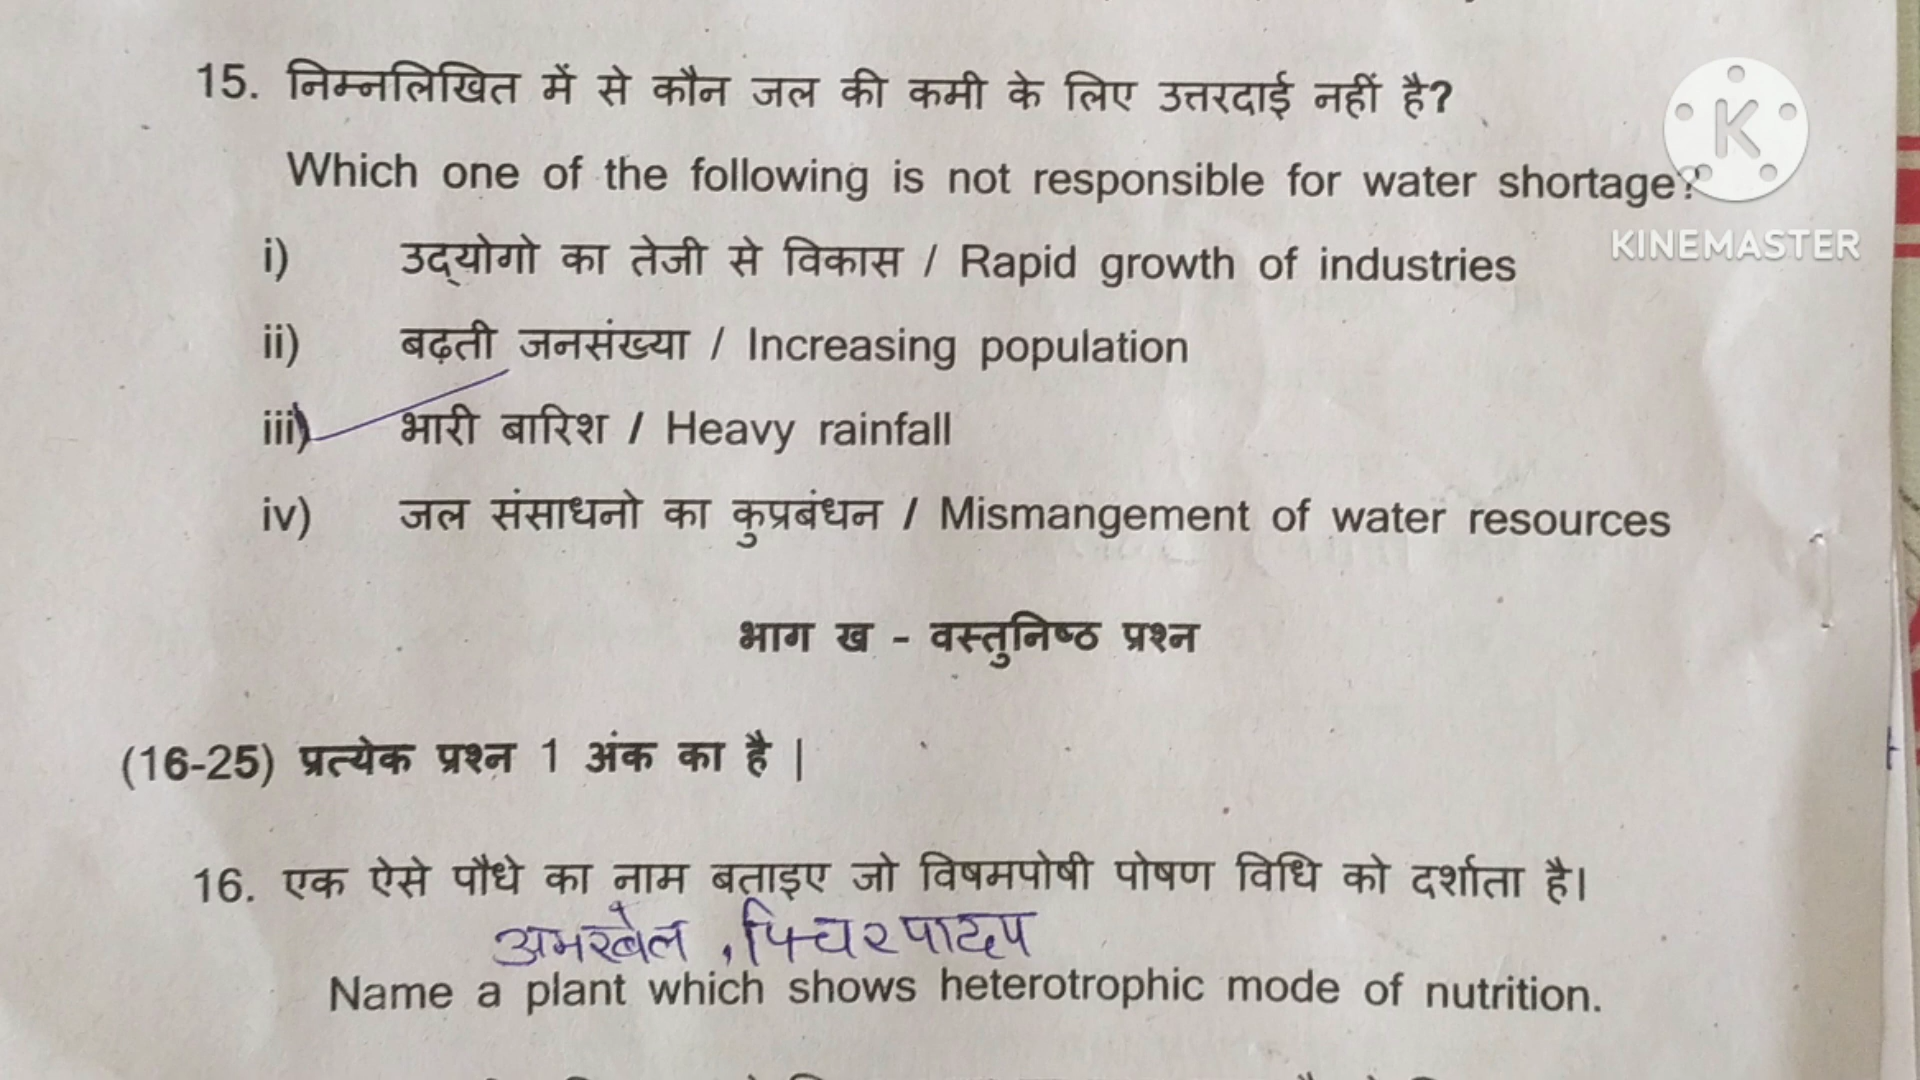 15. निम्नलिखित में से कौन जल की कमी के लिए उत्तरदाई नहीं है?
Which one of the following is not responsible for water shortage?
K
KINEMASTER
i) उद्योगो का तेजी से विकास / Rapid growth of industries
ii) बढ़ती जनसंख्या / Increasing population
iii) भारी बारिश / Heavy rainfall
iv) जल संसाधनो का कुप्रबंधन / Mismangement of water resources
भाग ख - वस्तुनिष्ठ प्रश्न
(16-25) प्रत्येक प्रश्न 1 अंक का है |
16. एक ऐसे पौधे का नाम बताइए जो विषमपोषी पोषण विधि को दर्शाता है।
अमरबेल , पिचर पादप
Name a plant which shows heterotrophic mode of nutrition.